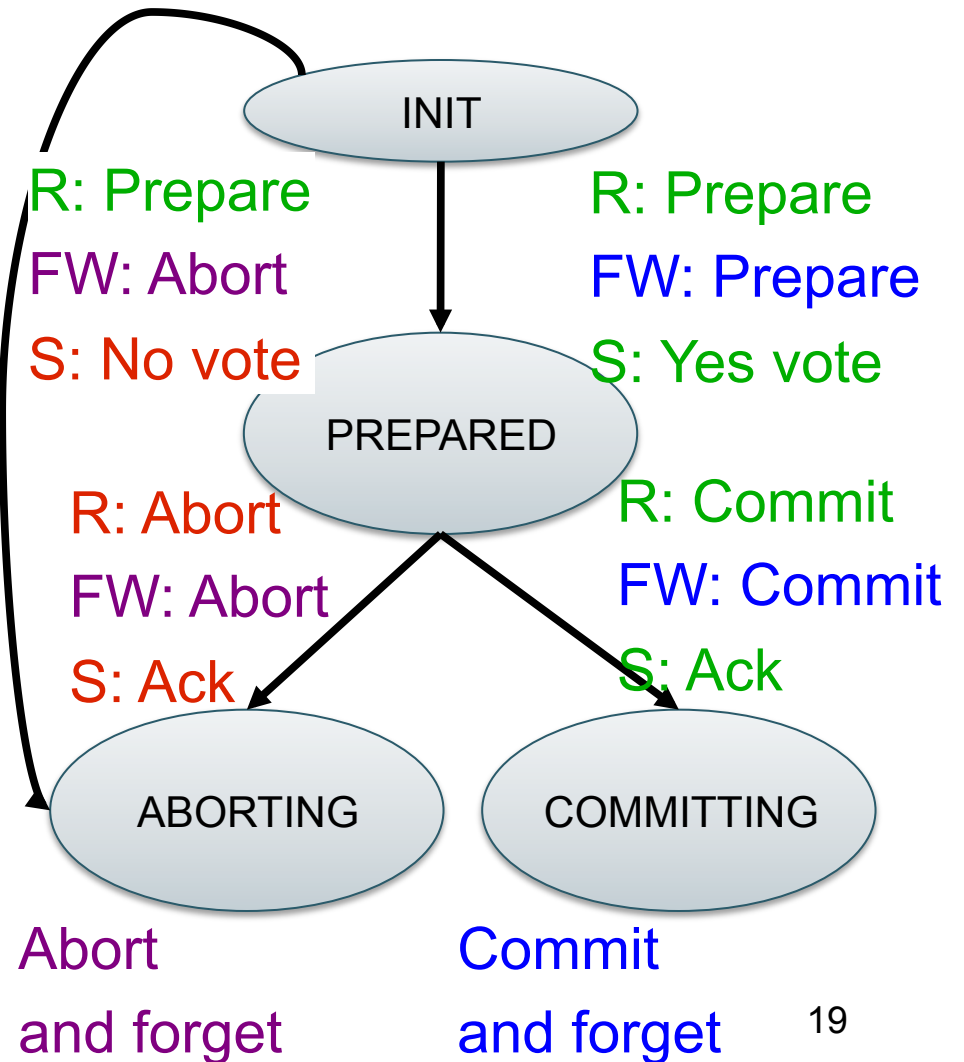 INIT
R: Prepare
FW: Abort
S: No vote
R: Prepare
FW: Prepare
S: Yes vote
PREPARED
R: Abort
FW: Abort
S: Ack
R: Commit
FW: Commit
S: Ack
ABORTING
COMMITTING
Abort
and forget
Commit
and forget
19